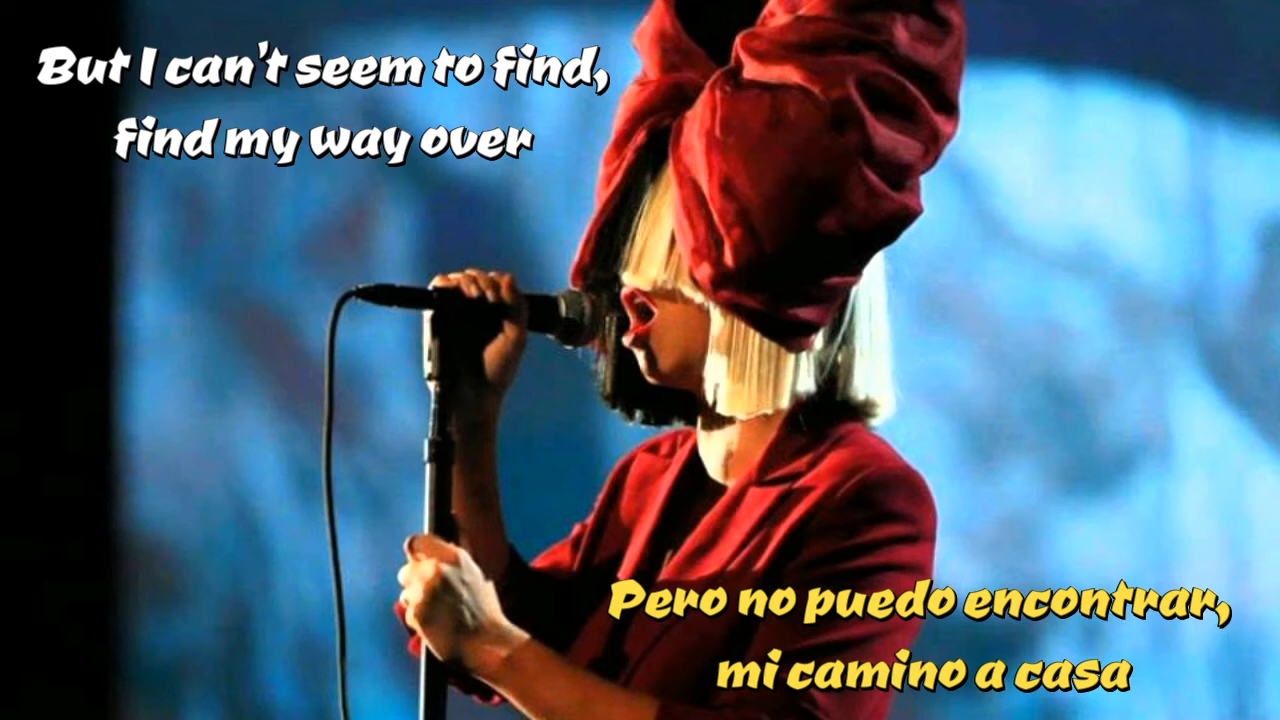 But I can't seem to find,
find my way over
Pero no puedo encontrar,
mi camino a casa